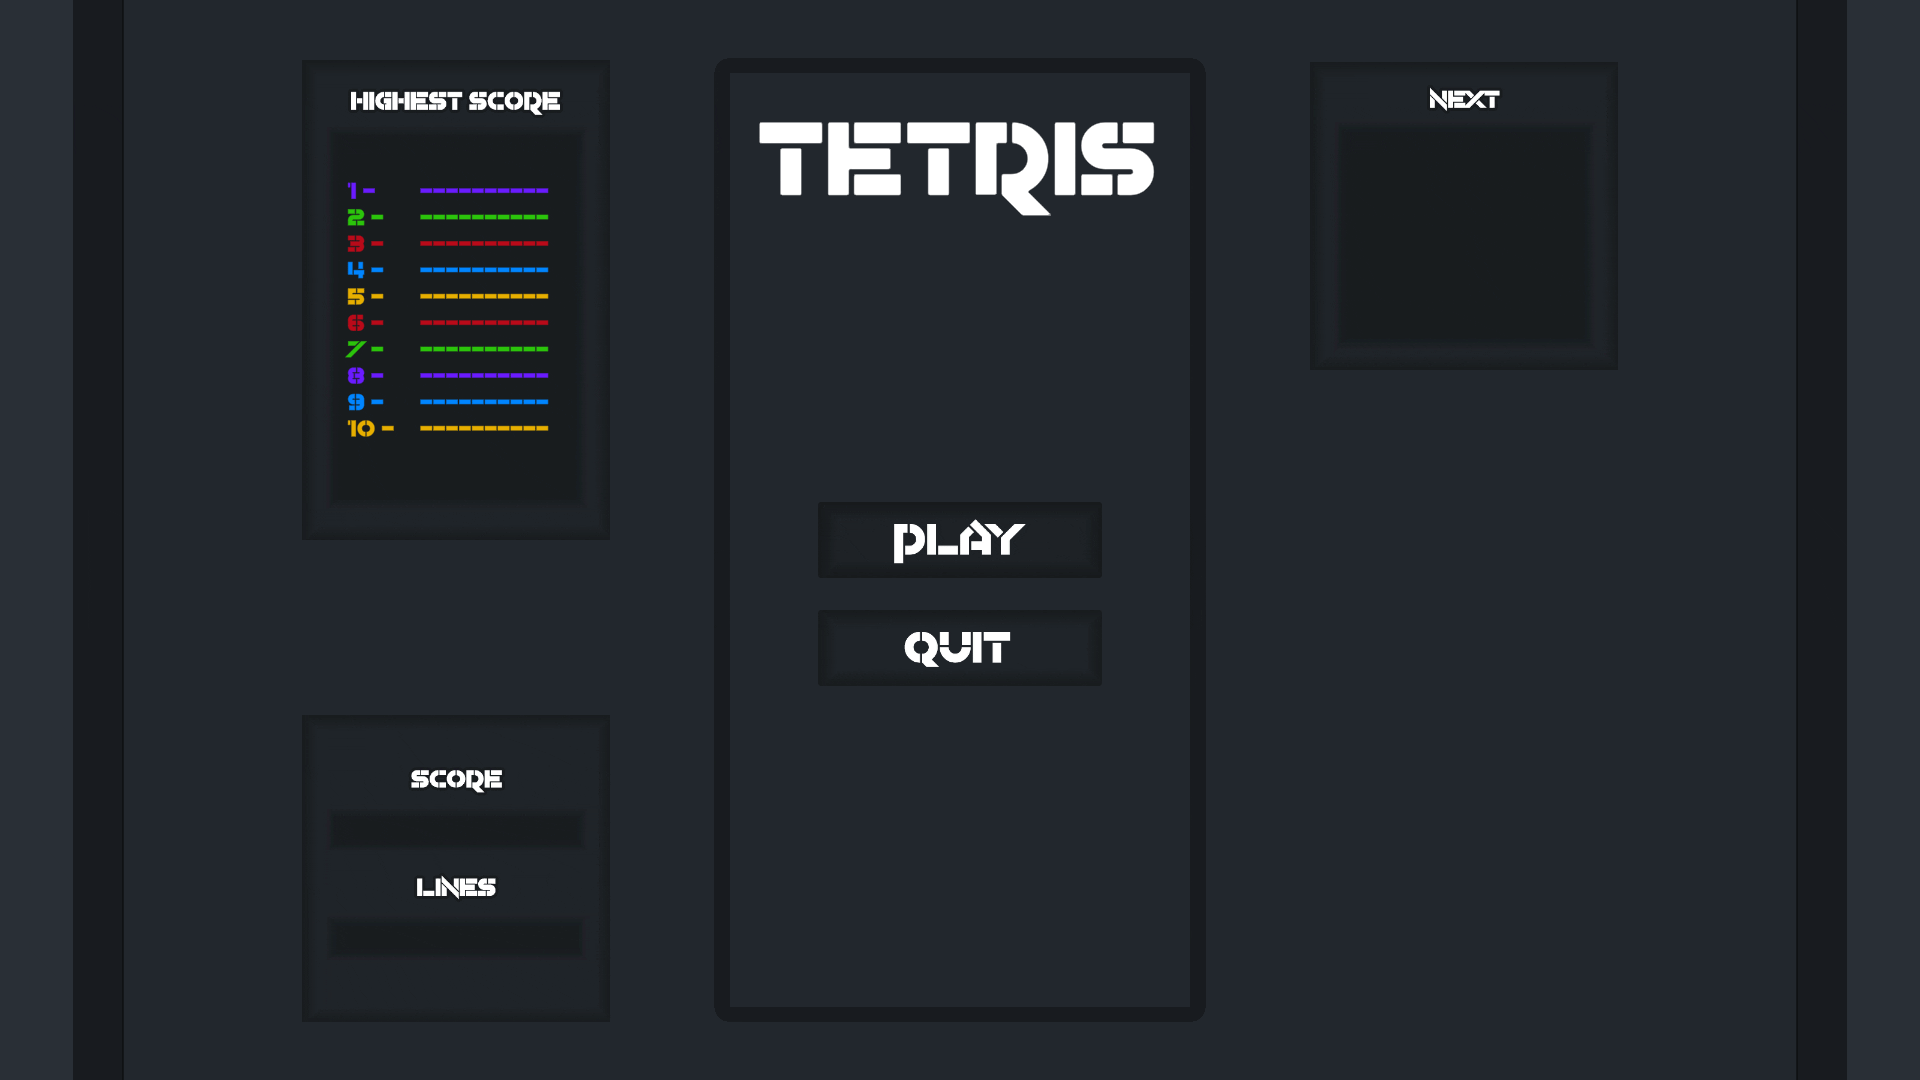 HIGHEST SCORE
1 - ----------
2 - ----------
3 - ----------
4 - ----------
5 - ----------
6 - ----------
7 - ----------
8 - ----------
9 - ----------
10 - ----------
SCORE
LINES
TETRIS
PLAY
QUIT
NEXT